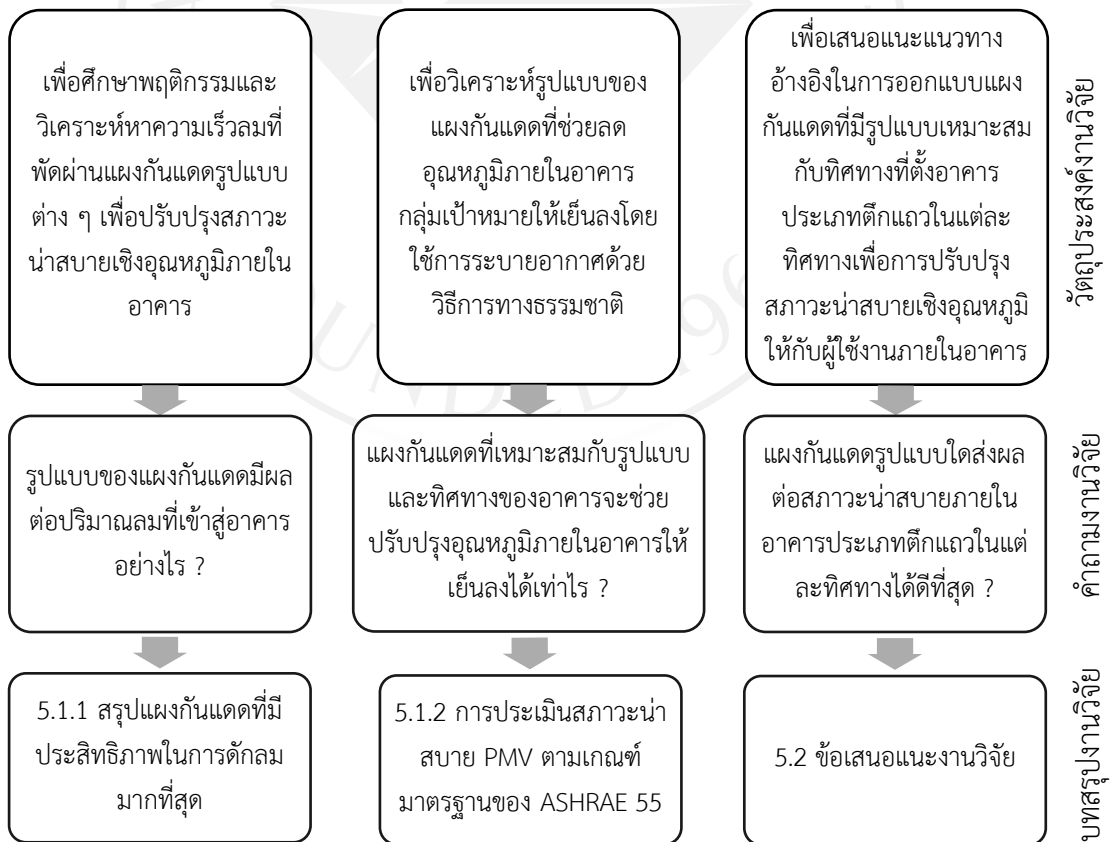 เพื่อศึกษาพฤติกรรมและ
วิเคราะห์หาความเร็วลมที่
พัดผ่านแผงกันแดดรูปแบบ
ต่าง ๆ เพื่อปรับปรุงสภาวะ
น่าสบายเชิงอุณหภูมิภายใน
อาคาร
เพื่อวิเคราะห์รูปแบบของ
แผงกันแดดที่ช่วยลด
อุณหภูมิภายในอาคาร
กลุ่มเป้าหมายให้เย็นลงโดย
ใช้การระบายอากาศด้วย
วิธีการทางธรรมชาติ
เพื่อเสนอแนะแนวทาง
อ้างอิงในการออกแบบแผง
กันแดดที่มีรูปแบบเหมาะสม
กับทิศทางที่ตั้งอาคาร
ประเภทตึกแถวในแต่ละ
ทิศทางเพื่อการปรับปรุง
สภาวะน่าสบายเชิงอุณหภูมิ
ให้กับผู้ใช้งานภายในอาคาร
วัตถุประสงค์งานวิจัย
รูปแบบของแผงกันแดดมีผล
ต่อปริมาณลมที่เข้าสู่อาคาร
อย่างไร ?
แผงกันแดดที่เหมาะสมกับรูปแบบ
และทิศทางของอาคารจะช่วย
ปรับปรุงอุณหภูมิภายในอาคารให้
เย็นลงได้เท่าไร ?
แผงกันแดดรูปแบบใดส่งผล
ต่อสภาวะน่าสบายภายใน
อาคารประเภทตึกแถวในแต่
ละทิศทางได้ดีที่สุด ?
คำถามงานวิจัย
5.1.1 สรุปแผงกันแดดที่มี
ประสิทธิภาพในการดักลม
มากที่สุด
5.1.2 การประเมินสภาวะน่า
สบาย PMV ตามเกณฑ์
มาตรฐานของ ASHRAE 55
5.2 ข้อเสนอแนะงานวิจัย
บทสรุปงานวิจัย